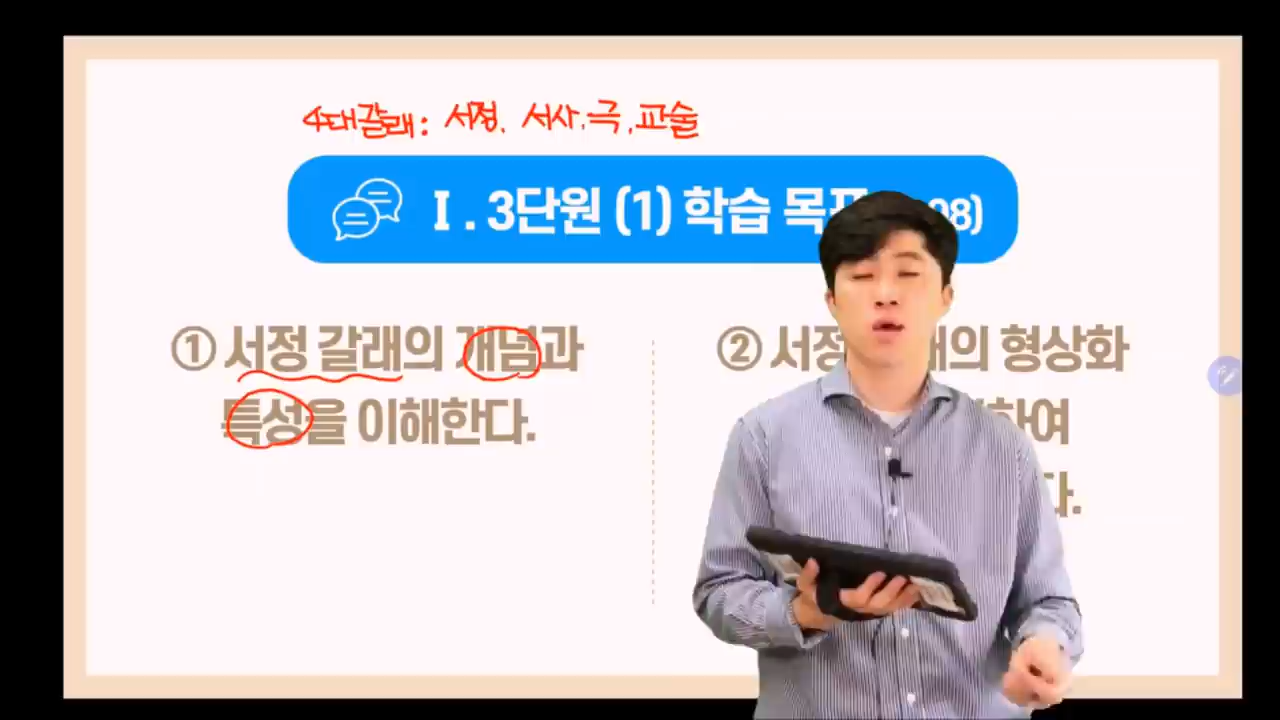 4대갈래: 서정. 서사.극.교술
Ⅰ. 3단원 (1) 학습 목표 98)
① 서정 갈래의 개념과
특성을 이해한다.
② 서정 의 형상화
하여
다.